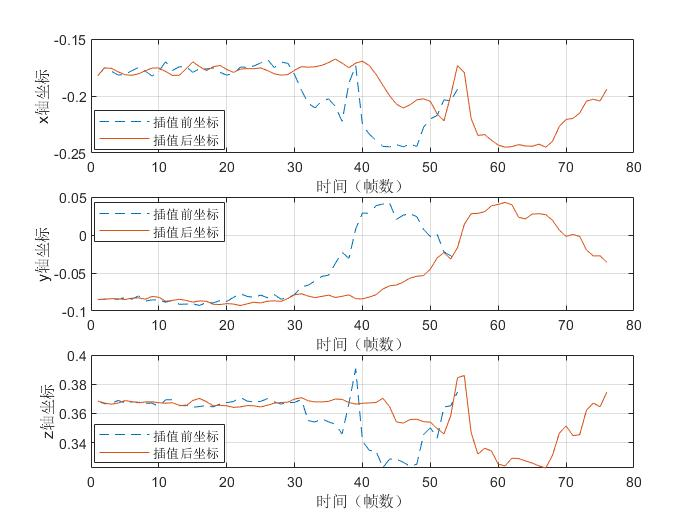 -0.15
-0.2
-0.25
x轴坐标
插值前坐标
插值后坐标
0 10 20 30 40 50 60 70 80
时间（帧数）
0.05
0
-0.05
-0.1
y轴坐标
插值前坐标
插值后坐标
0 10 20 30 40 50 60 70 80
时间（帧数）
0.4
0.38
0.36
0.34
z轴坐标
插值前坐标
插值后坐标
0 10 20 30 40 50 60 70 80
时间（帧数）